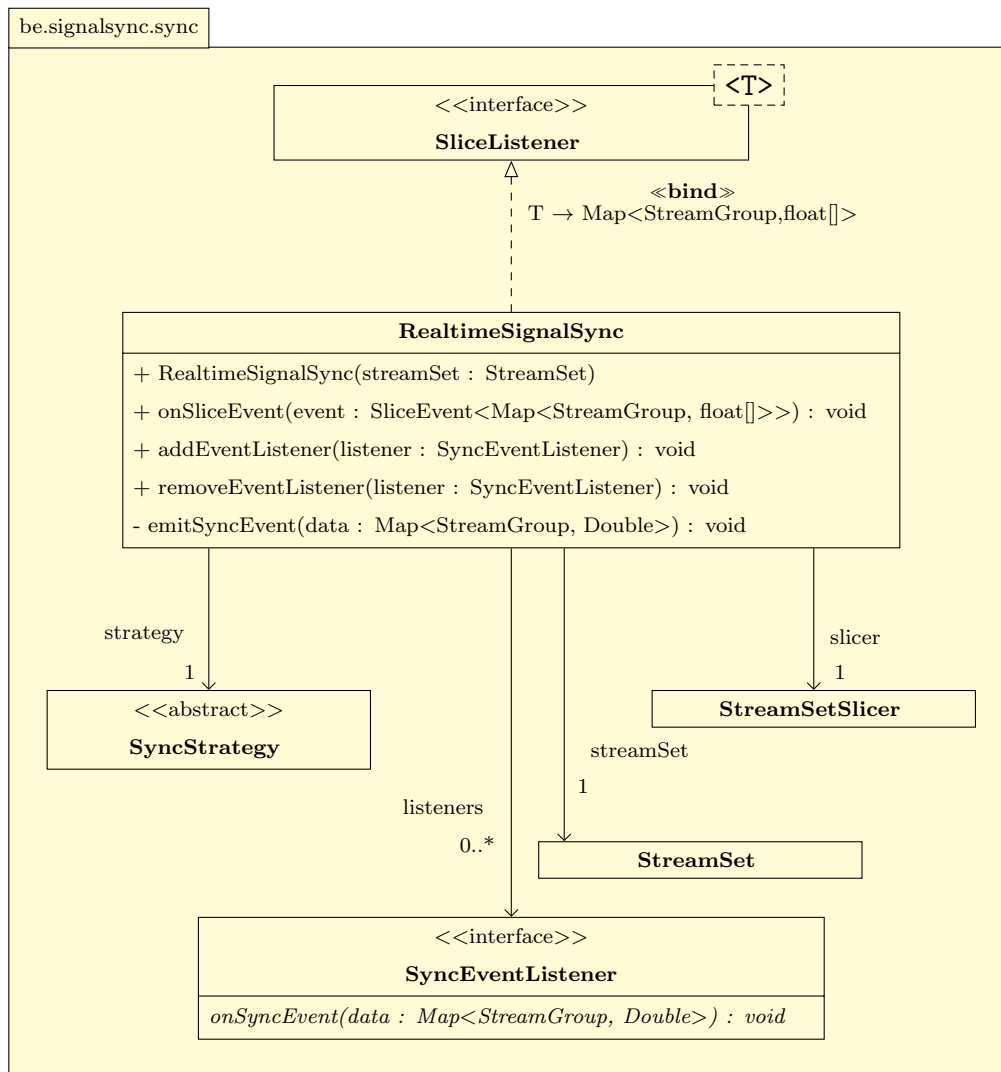 be.signalsync.sync
<T>
<<interface>>
SliceListener
≪bind≫
T → Map<StreamGroup,float[]>
RealtimeSignalSync
+ RealtimeSignalSync(streamSet : StreamSet)
+ onSliceEvent(event : SliceEvent<Map<StreamGroup, float[]>>) : void
+ addEventListener(listener : SyncEventListener) : void
+ removeEventListener(listener : SyncEventListener) : void
- emitSyncEvent(data : Map<StreamGroup, Double>) : void
strategy
1
slicer
1
<<abstract>>
SyncStrategy
StreamSetSlicer
streamSet
1
listeners
0..*
StreamSet
<<interface>>
SyncEventListener
onSyncEvent(data : Map<StreamGroup, Double>) : void